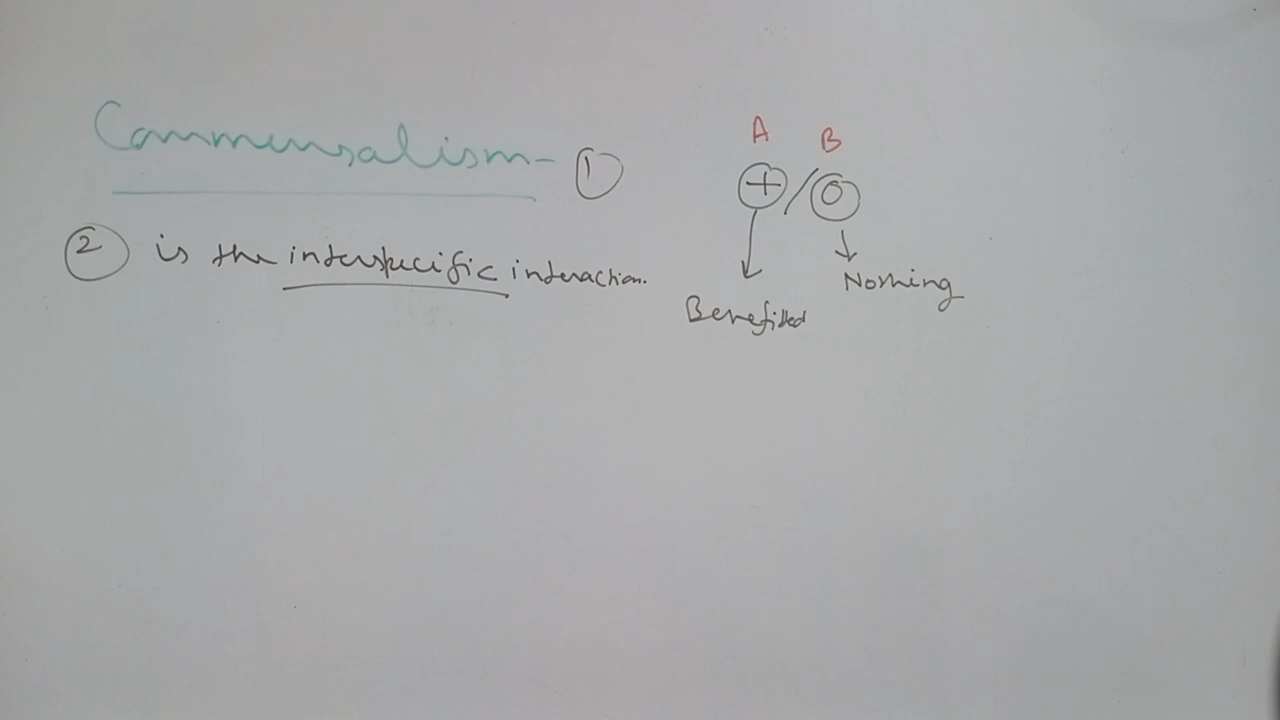 Commensalism- ①
A B
+/0
② is the interspecific interaction.
Nothing
Benefitted